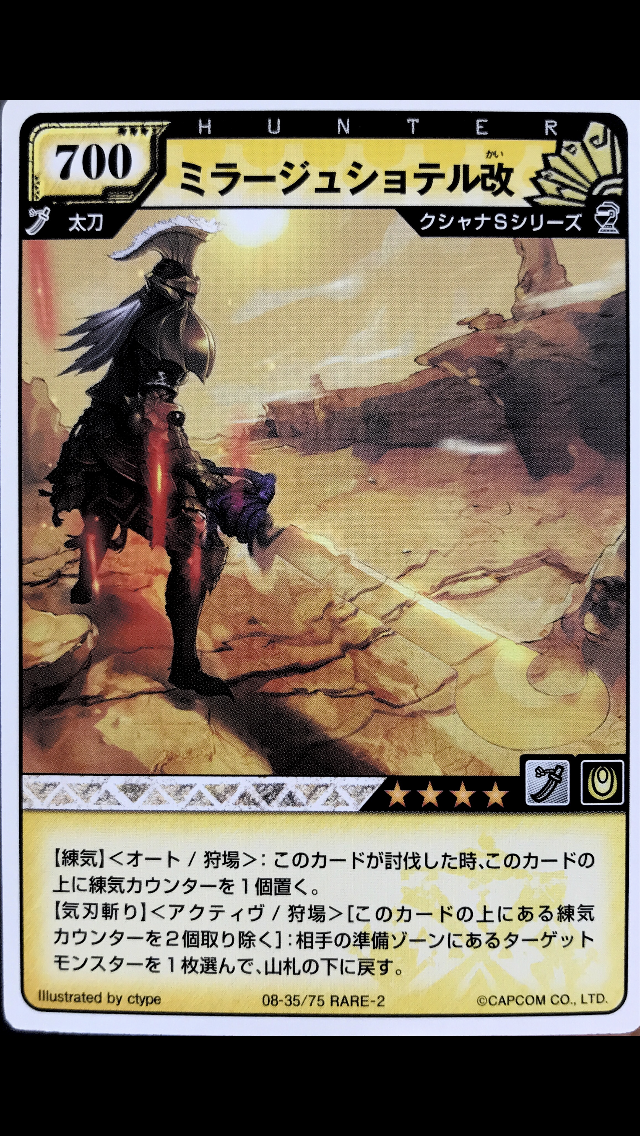 HUNTER
700
かい
ミラージュショテル改
太刀
クシャナSシリーズ
【練気】<オート / 狩場>：このカードが討伐した時、このカードの
上に練気カウンターを1個置く。
【気刃斬り】<アクティヴ / 狩場>[このカードの上にある練気
カウンターを2個取り除く]：相手の準備ゾーンにあるターゲット
モンスターを1枚選んで、山札の下に戻す。
Illustrated by ctype
08-35/75 RARE-2
©CAPCOM CO., LTD.